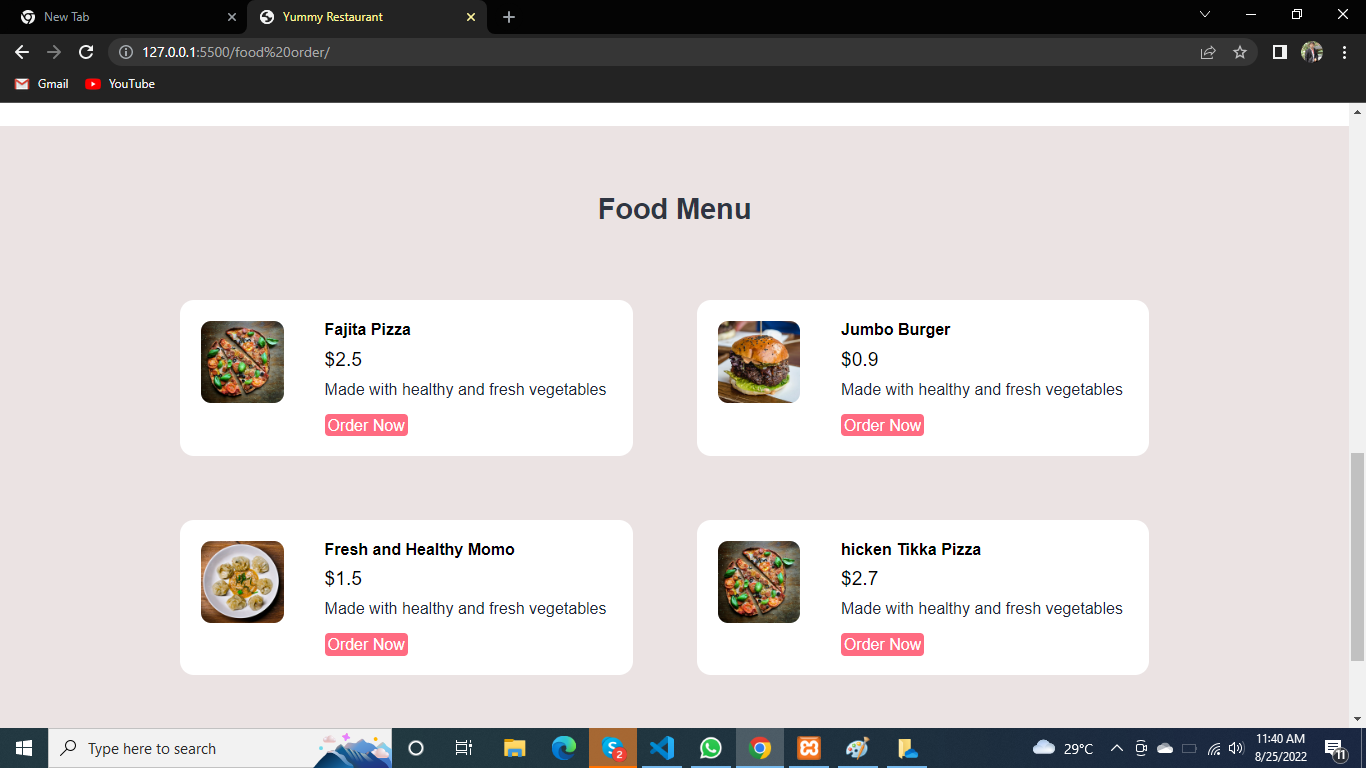 New Tab
Yummy Restaurant
127.0.0.1:5500/food%20order/
Gmail
YouTube
Food Menu
Fajita Pizza
$2.5
Made with healthy and fresh vegetables
Order Now
Jumbo Burger
$0.9
Made with healthy and fresh vegetables
Order Now
Fresh and Healthy Momo
$1.5
Made with healthy and fresh vegetables
Order Now
hicken Tikka Pizza
$2.7
Made with healthy and fresh vegetables
Order Now
Type here to search
2
29°C
11:40 AM
8/25/2022
11